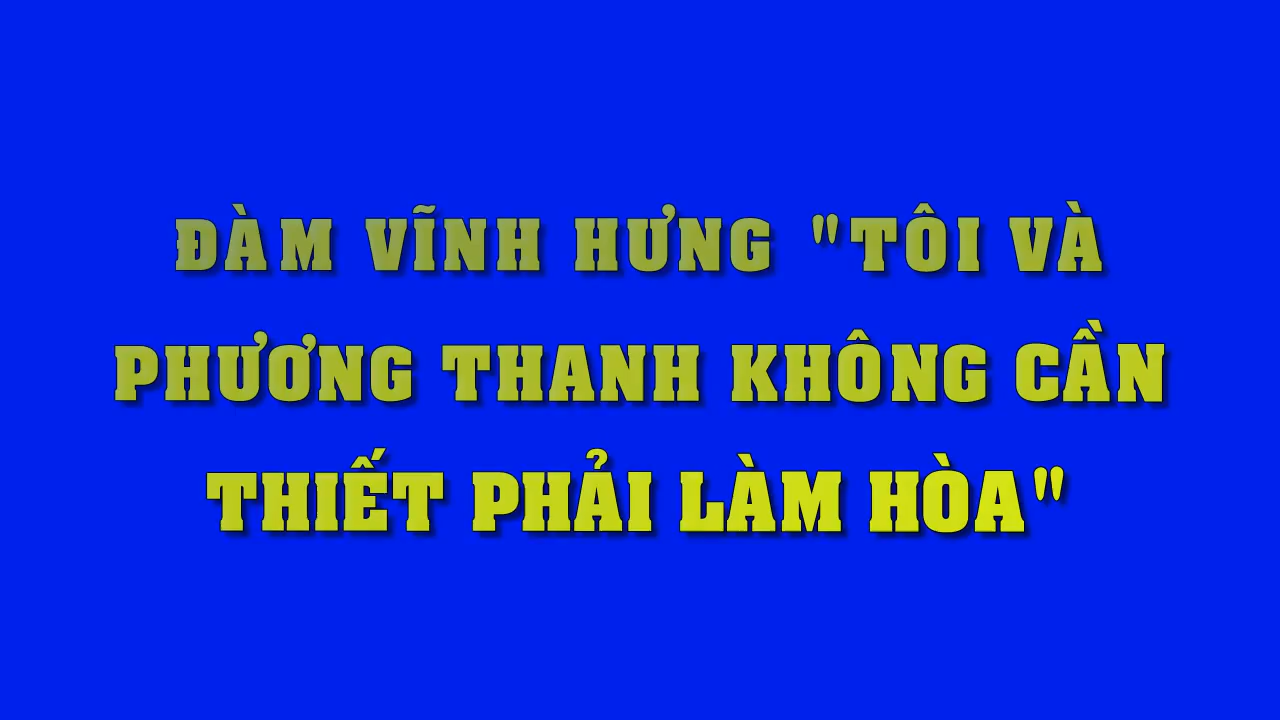 ĐÀM VĨNH HƯNG "TÔI VÀ
PHƯƠNG THANH KHÔNG CẦN
THIẾT PHẢI LÀM HÒA"